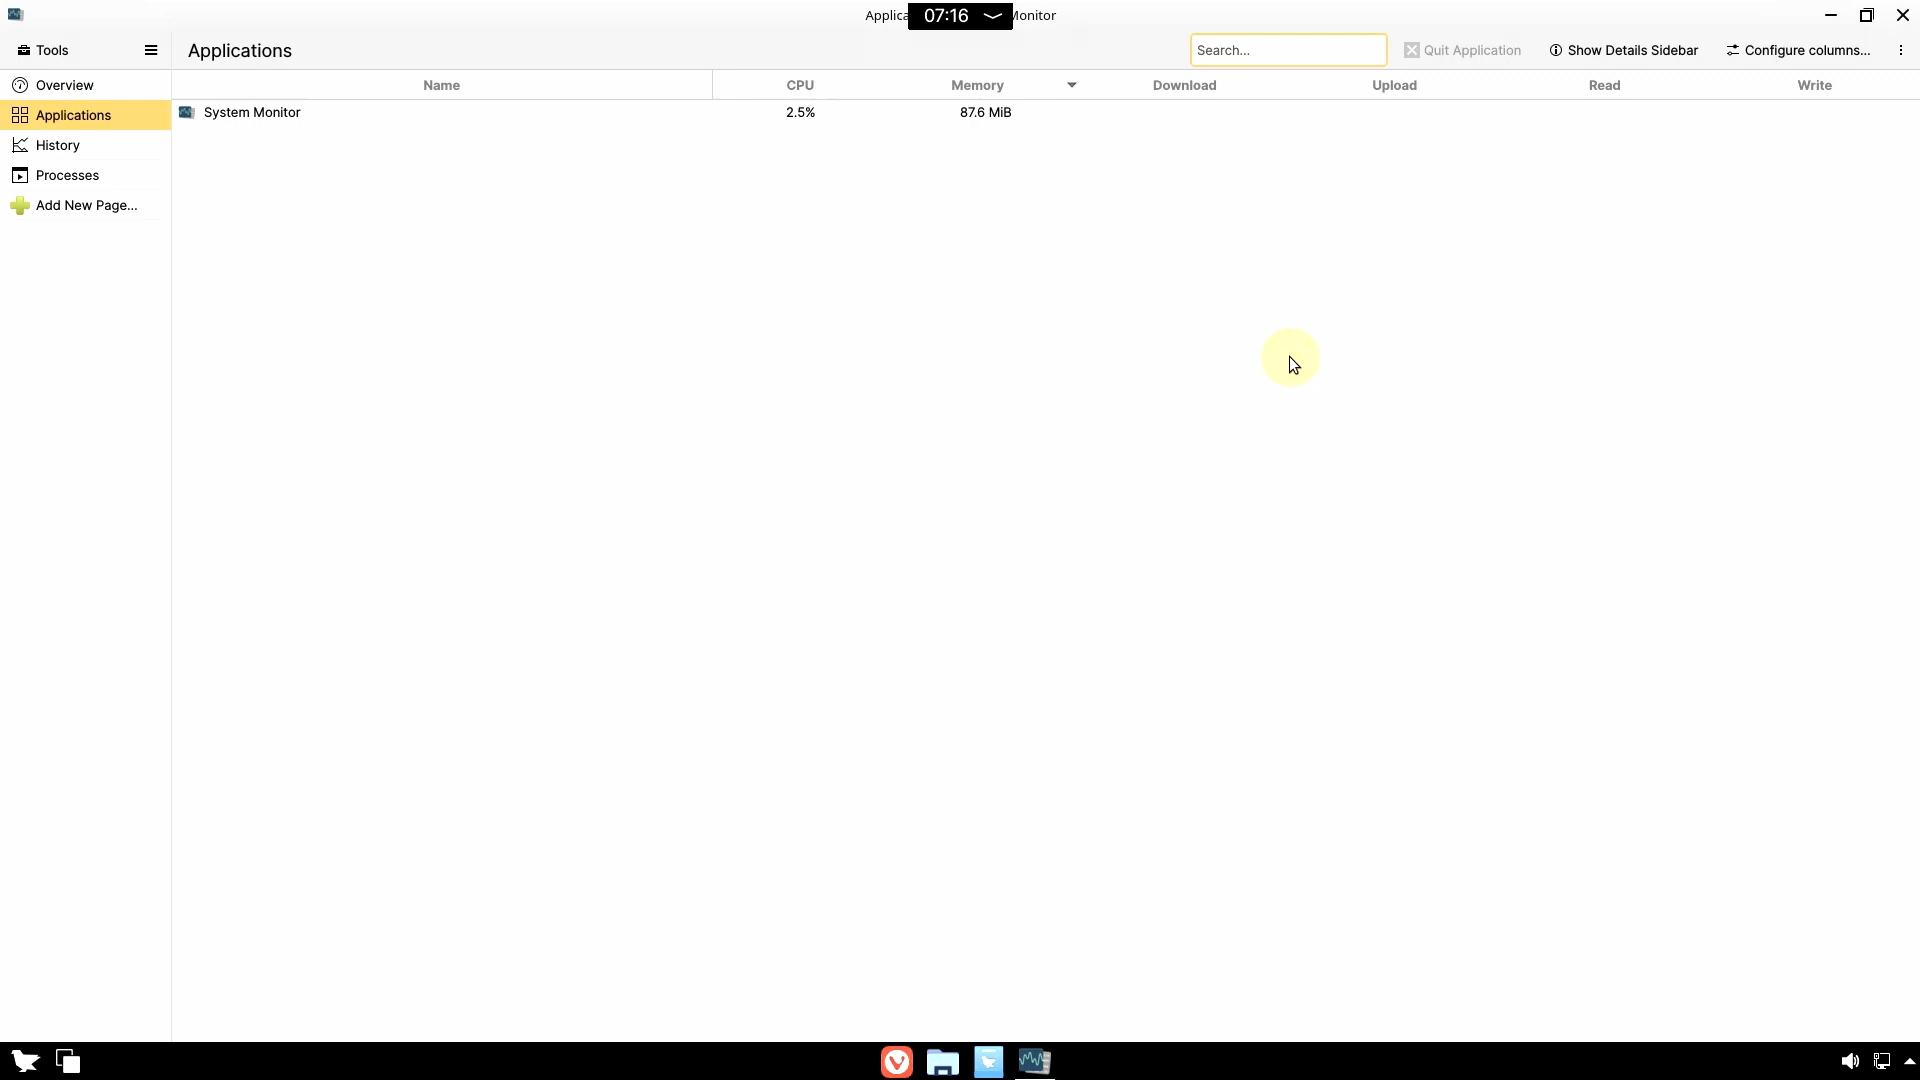 Applica 07:16 Monitor
Tools
Applications
Search...
Quit Application
Show Details Sidebar
Configure columns...
Overview
Applications
History
Processes
Add New Page...
Name CPU Memory Download Upload Read Write
System Monitor 2.5% 87.6 MiB